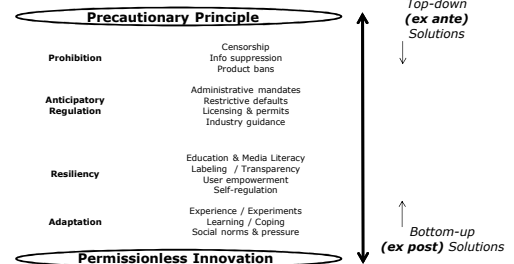 Precautionary Principle
Top-down
(ex ante)
Solutions
Prohibition
Censorship
Info suppression
Product bans
Anticipatory
Regulation
Administrative mandates
Restrictive defaults
Licensing & permits
Industry guidance
Resiliency
Education & Media Literacy
Labeling / Transparency
User empowerment
Self-regulation
Adaptation
Experience / Experiments
Learning / Coping
Social norms & pressure
Bottom-up
(ex post) Solutions
Permissionless Innovation